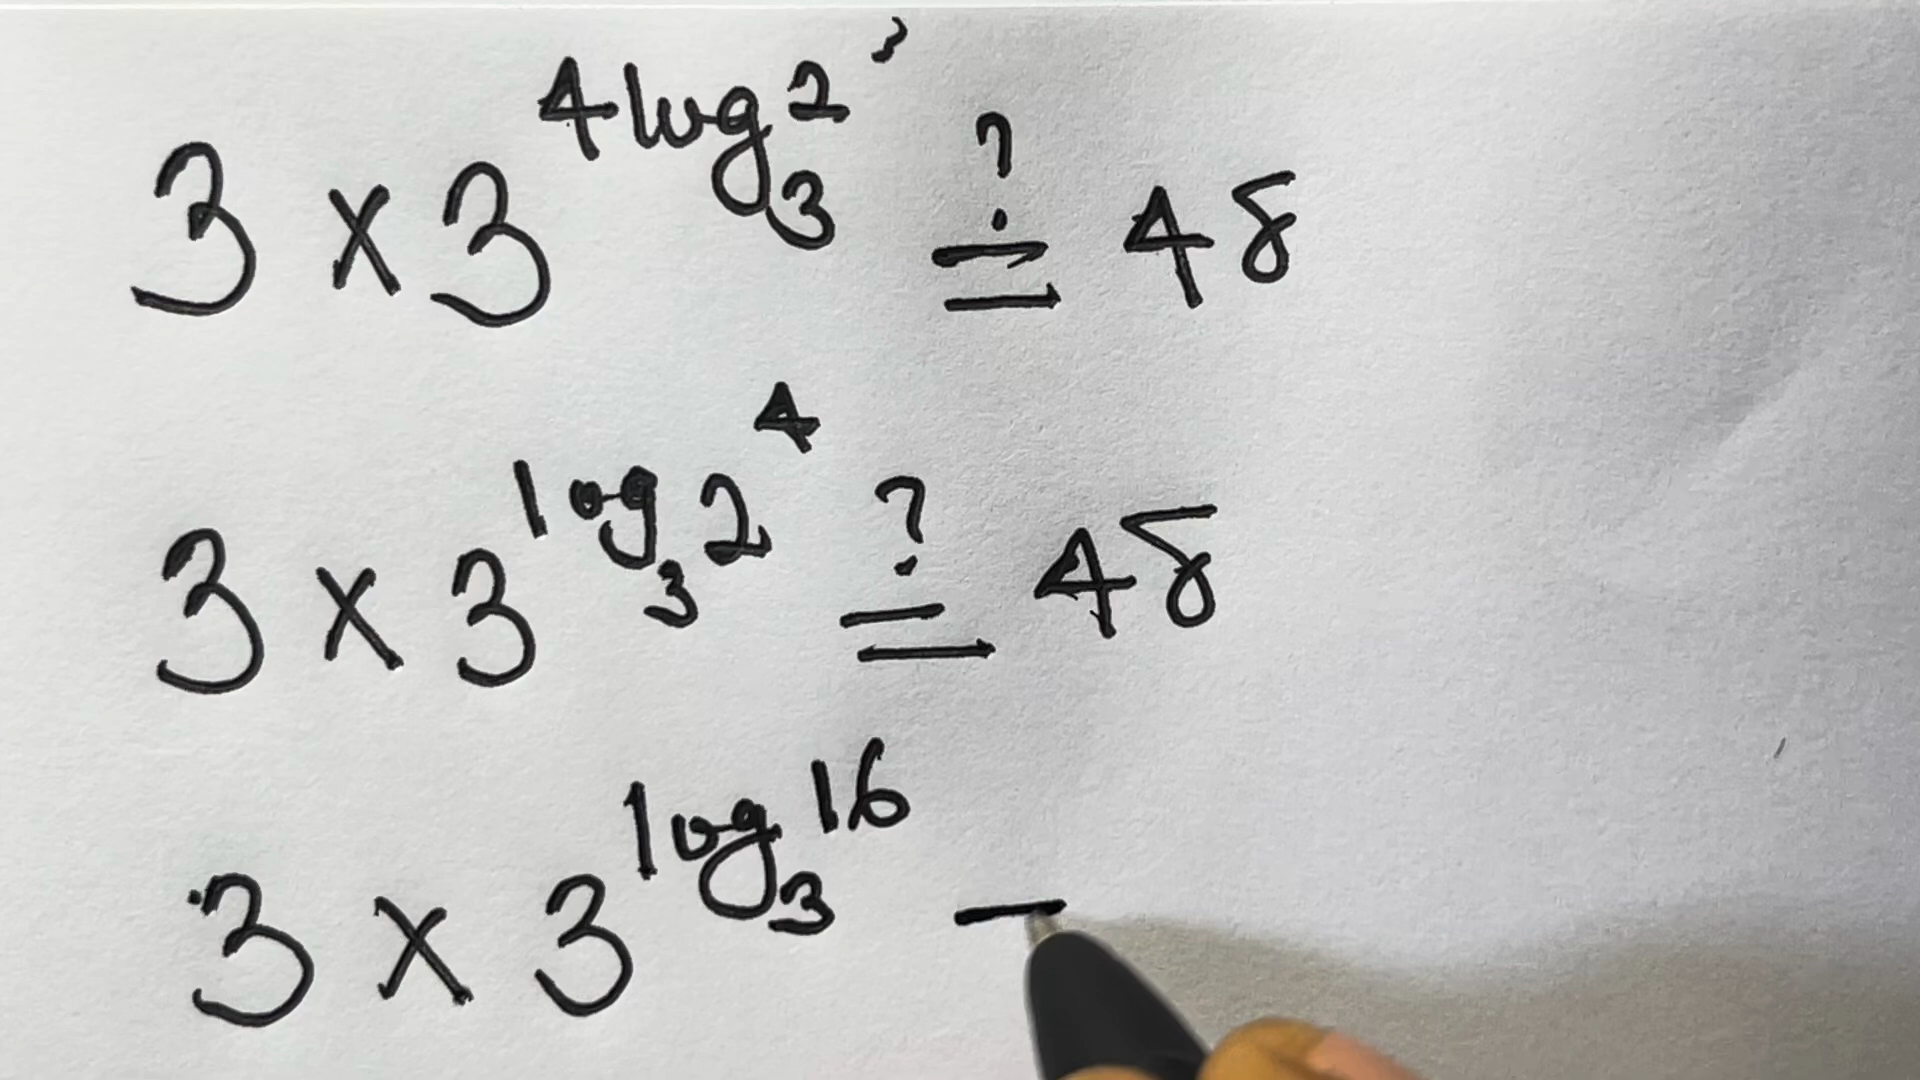 3 × 3^{4 log_3 2} ≟ 48
3 × 3^{log_3 2^4} ≟ 48
3 × 3^{log_3 16} –